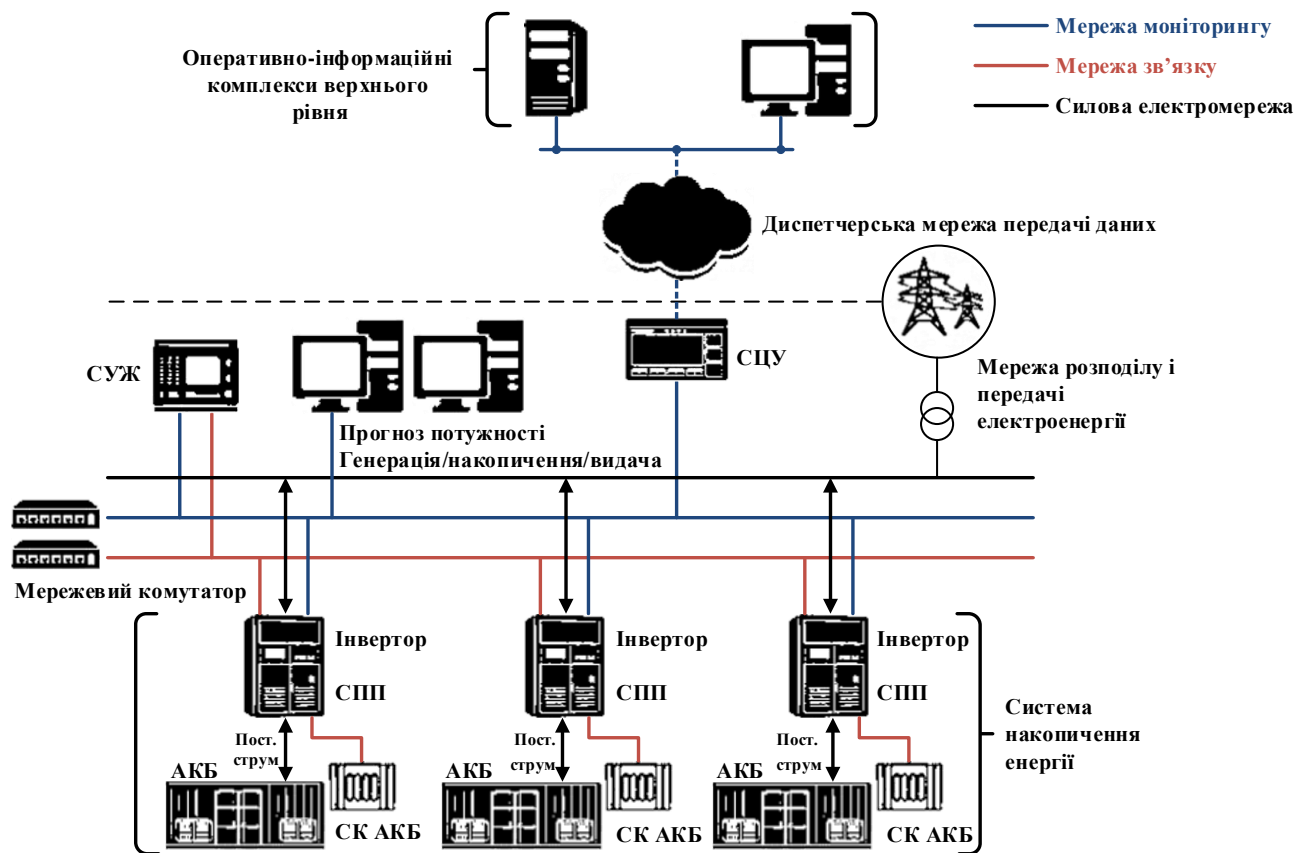 Оперативно-інформаційні
комплекси верхнього
рівня
Мережа моніторингу
Мережа зв’язку
Силова електромережа
Диспетчерська мережа передачі даних
СУЖ
СЦУ
Мережа розподілу і
передачі
електроенергії
Прогноз потужності
Генерація/накопичення/видача
Мережевий комутатор
Інвертор
СПП
Пост.
струм
АКБ
СК АКБ
Інвертор
СПП
Пост.
струм
АКБ
СК АКБ
Інвертор
СПП
Пост.
струм
АКБ
СК АКБ
Система
накопичення
енергії